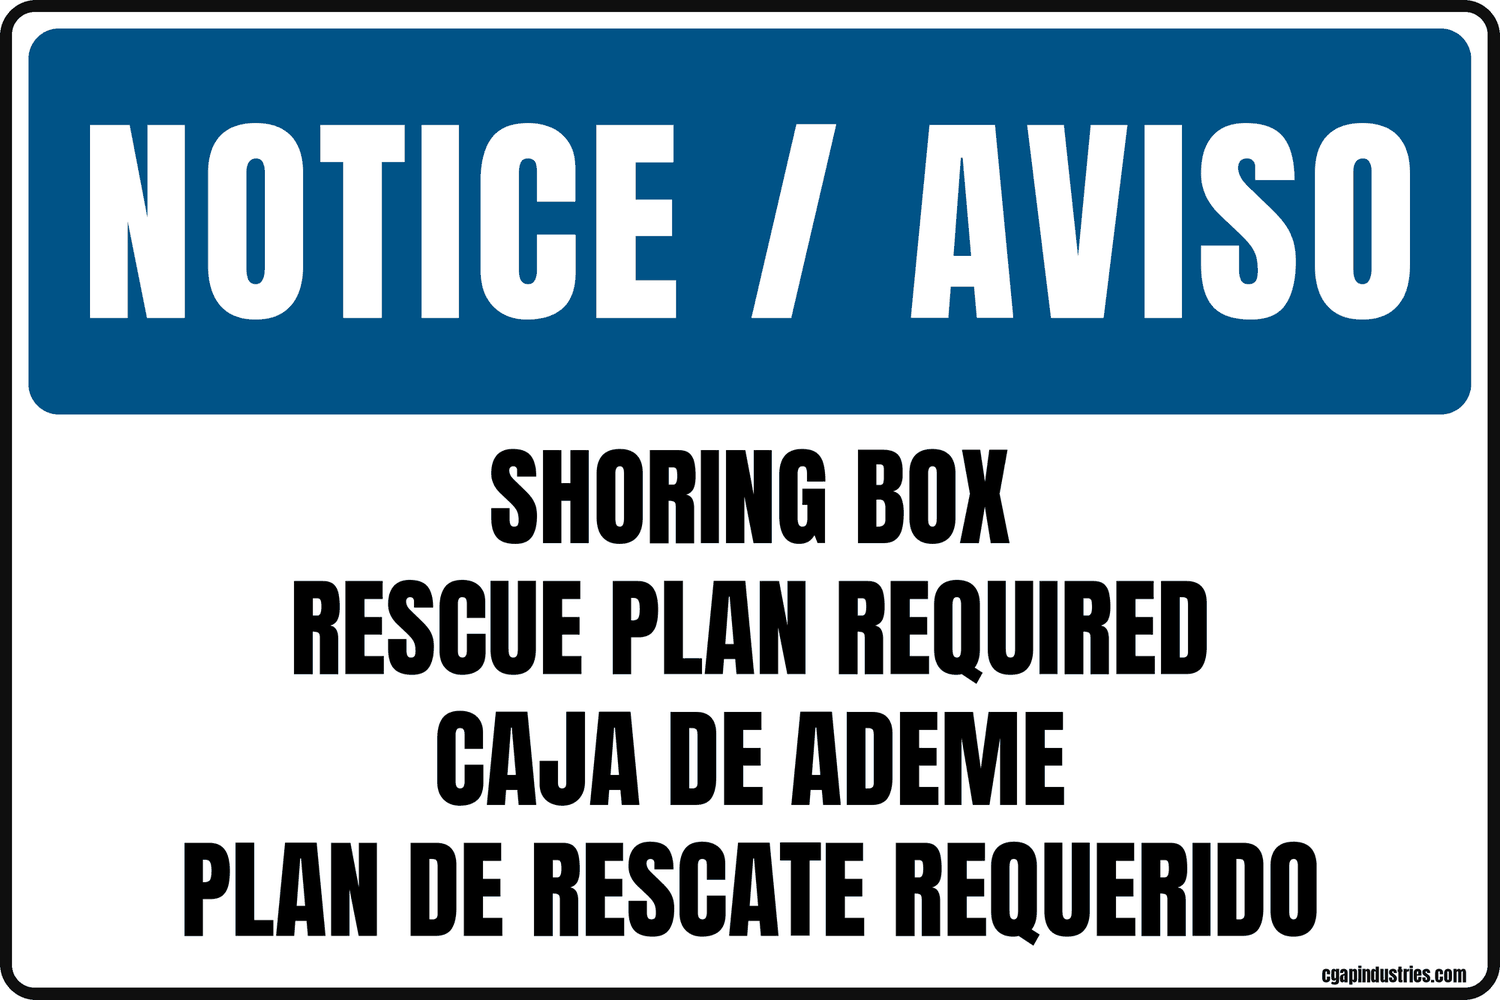 NOTICE / AVISO
SHORING BOX
RESCUE PLAN REQUIRED
CAJA DE ADEME
PLAN DE RESCATE REQUERIDO
cgapindustries.com